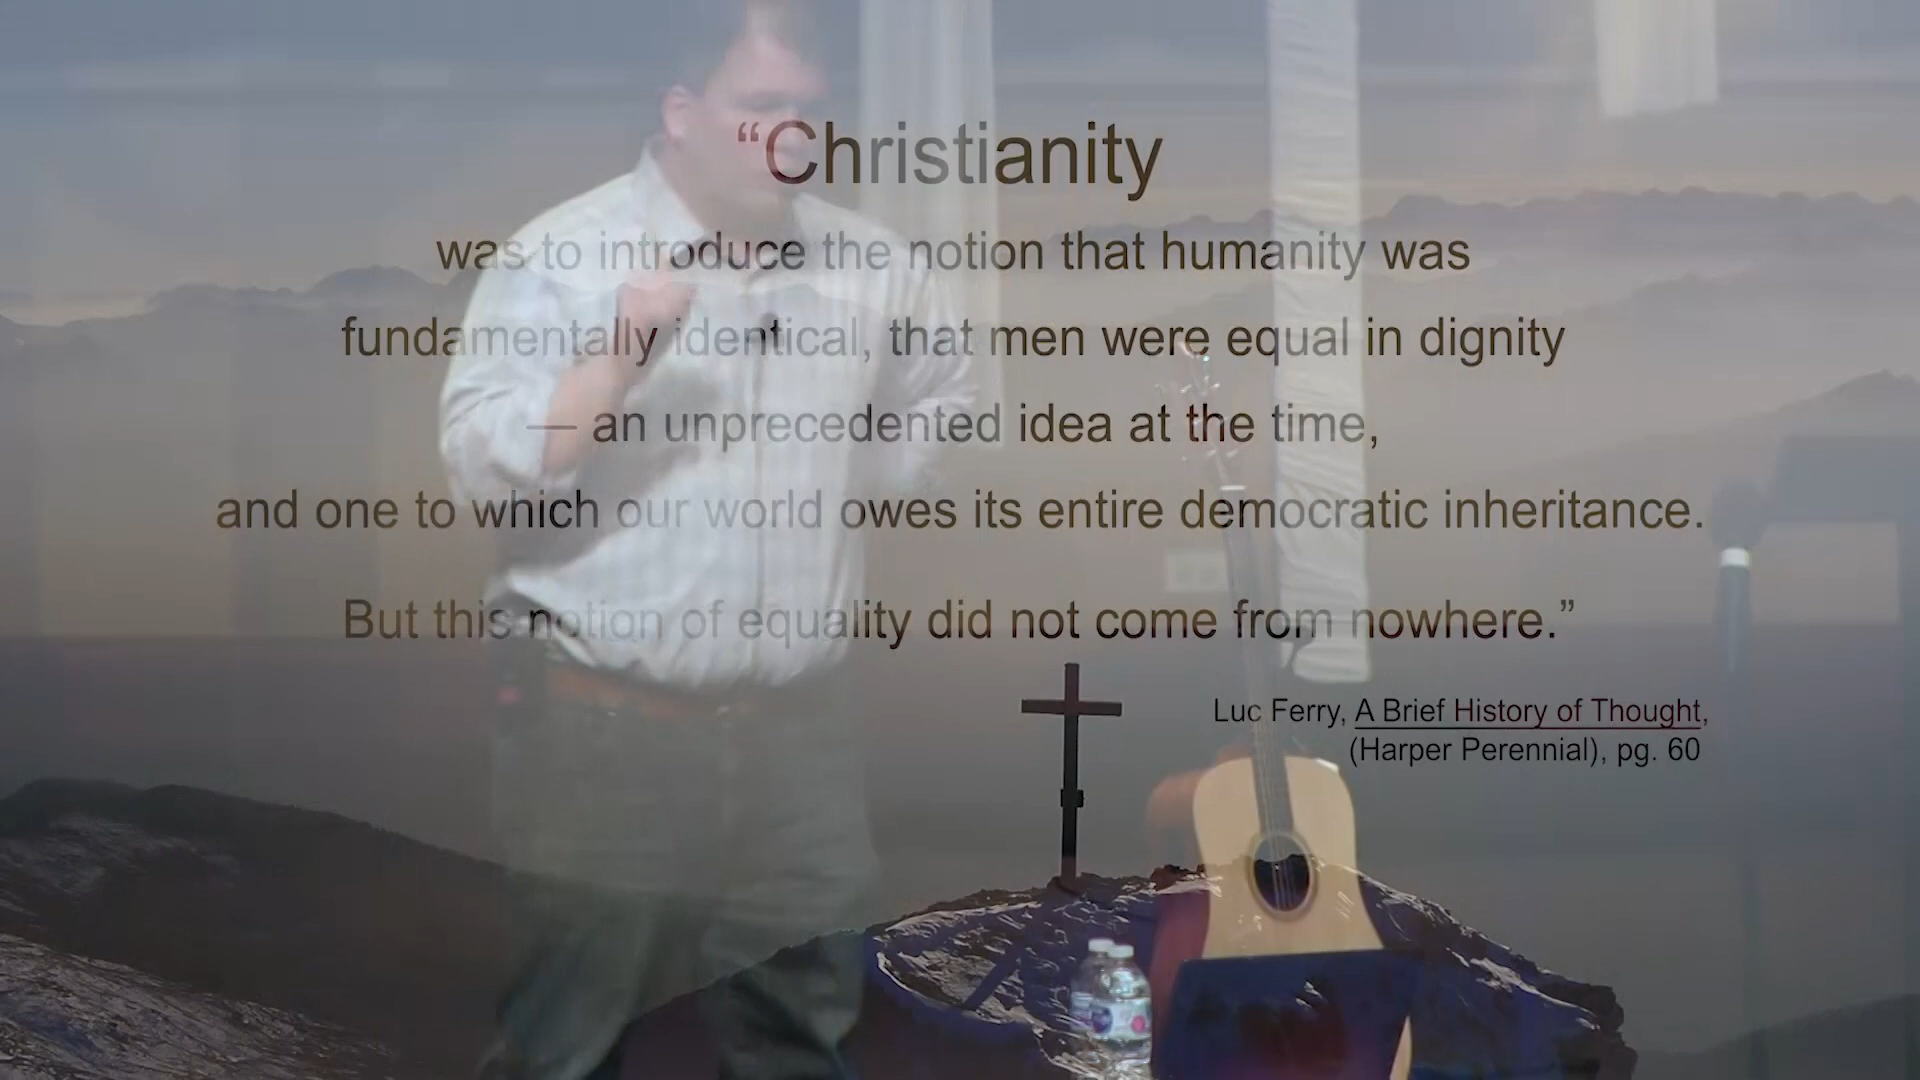 “Christianity
was to introduce the notion that humanity was
fundamentally identical, that men were equal in dignity
— an unprecedented idea at the time,
and one to which our world owes its entire democratic inheritance.
But this notion of equality did not come from nowhere.”
Luc Ferry, A Brief History of Thought,
(Harper Perennial), pg. 60